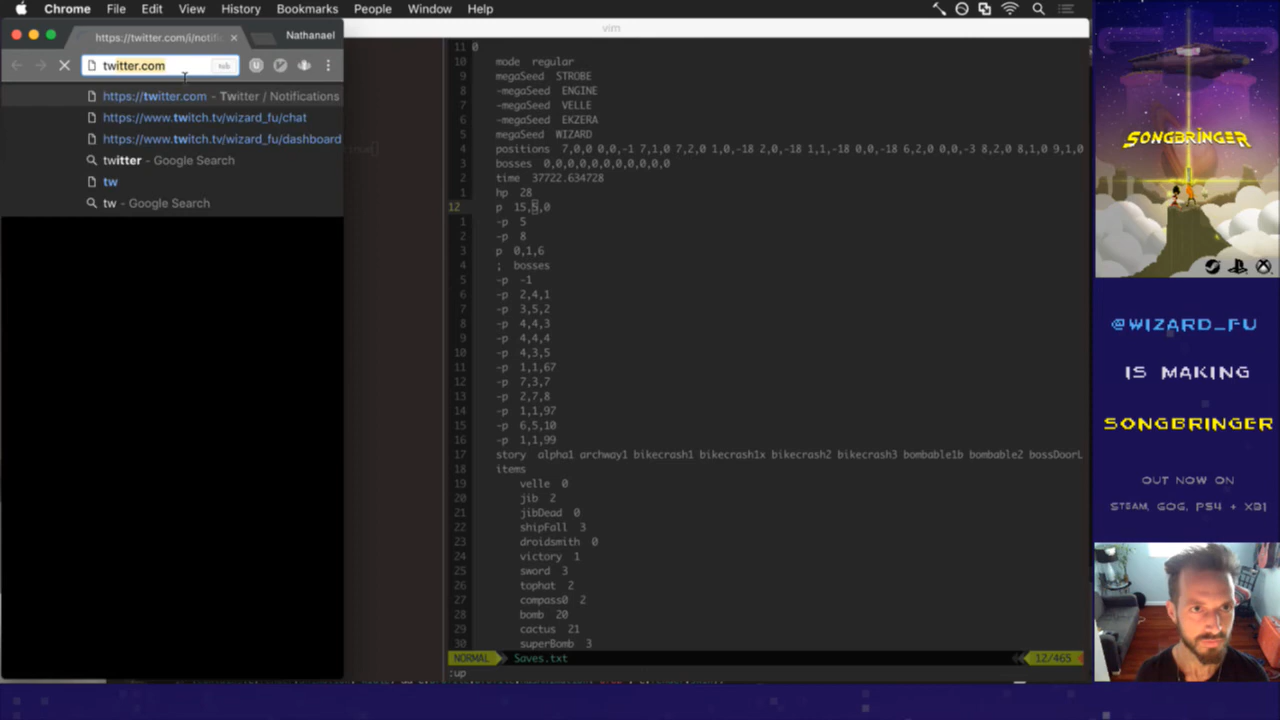 Chrome File Edit View History Bookmarks People Window Help
https://twitter.com/i/notific
Nathanael
twitter.com
Tab
https://twitter.com - Twitter / Notifications
https://www.twitch.tv/wizard_fu/chat
https://www.twitch.tv/wizard_fu/dashboard
twitter - Google Search
tw
tw - Google Search
vim
11 0
10 mode regular
9 megaSeed STROBE
8 -megaSeed ENGINE
7 -megaSeed VELLE
6 -megaSeed EKZERA
5 megaSeed WIZARD
4 positions 7,0,0 0,0,-1 7,1,0 7,2,0 1,0,-18 2,0,-18 1,1,-18 0,0,-18 6,2,0 0,0,-3 8,2,0 8,1,0 9,1,0
3 bosses 0,0,0,0,0,0,0,0,0,0,0
2 time 37722.634728
1 hp 28
12 p 15,5,0
1 -p 5
2 -p 8
3 p 0,1,6
4 ; bosses
5 -p -1
6 -p 2,4,1
7 -p 3,5,2
8 -p 4,4,3
9 -p 4,4,4
10 -p 4,3,5
11 -p 1,1,67
12 -p 7,3,7
13 -p 2,7,8
14 -p 1,1,97
15 -p 6,5,10
16 -p 1,1,99
17 story alpha1 archway1 bikecrash1 bikecrash1x bikecrash2 bikecrash3 bombable1b bombable2 bossDoorL
18 items
19 velle 0
20 jib 2
21 jibDead 0
22 shipFall 3
23 droidsmith 0
24 victory 1
25 sword 3
26 tophat 2
27 compass0 2
28 bomb 20
29 cactus 21
30 superBomb 3
NORMAL Saves.txt 12/465
:up
SONGBRINGER
@WIZARD_FU
IS MAKING
SONGBRINGER
OUT NOW ON
STEAM, GOG, PS4 + XB1